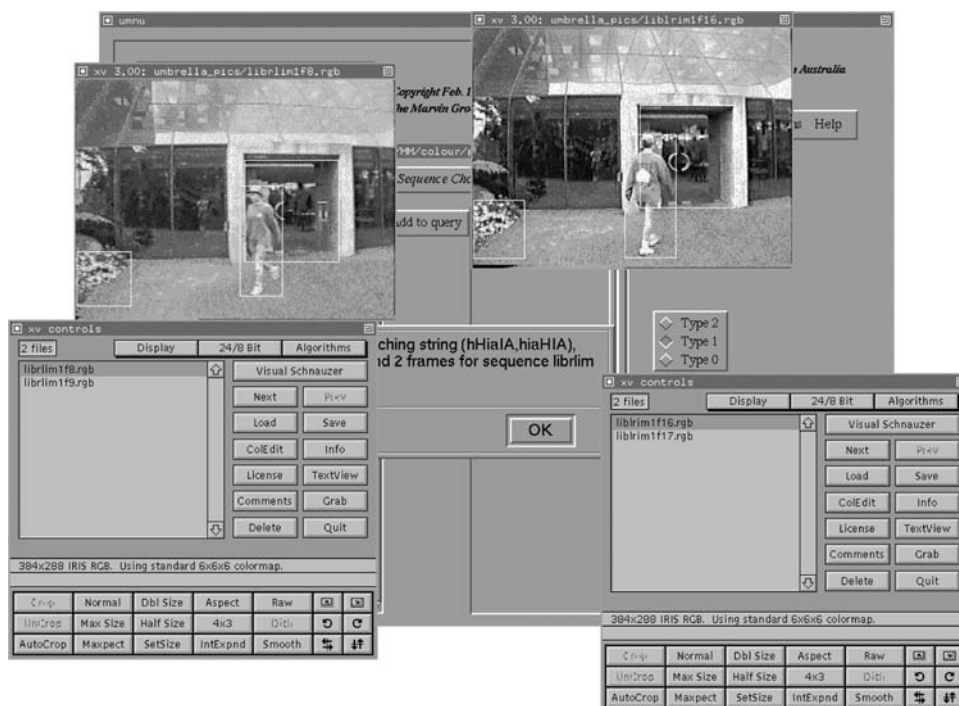 umnu
xv 3.00: umbrella_pics/liblrim1f16.rgb
xv 3.00: umbrella_pics/librlim1f8.rgb
Copyright Feb. 1
he Marvin Gro
Australia
Help
/MM/colour/
Sequence Cho
dd to query
Type 2
Type 1
Type 0
ching string (hHiaIA,hiaHIA),
nd 2 frames for sequence librlim
OK
xv controls
2 files
Display
24/8 Bit
Algorithms
librlim1f8.rgb
librlim1f9.rgb
Visual Schnauzer
Next
Prev
Load
Save
ColEdit
Info
License
TextView
Comments
Grab
Delete
Quit
384x288 IRIS RGB. Using standard 6x6x6 colormap.
Crop
Normal
Dbl Size
Aspect
Raw
UnCrop
Max Size
Half Size
4x3
Dith
AutoCrop
Maxpect
SetSize
IntExpnd
Smooth
xv controls
2 files
Display
24/8 Bit
Algorithms
liblrim1f16.rgb
liblrim1f17.rgb
Visual Schnauzer
Next
Prev
Load
Save
ColEdit
Info
License
TextView
Comments
Grab
Delete
Quit
384x288 IRIS RGB. Using standard 6x6x6 colormap.
Crop
Normal
Dbl Size
Aspect
Raw
UnCrop
Max Size
Half Size
4x3
Dith
AutoCrop
Maxpect
SetSize
IntExpnd
Smooth